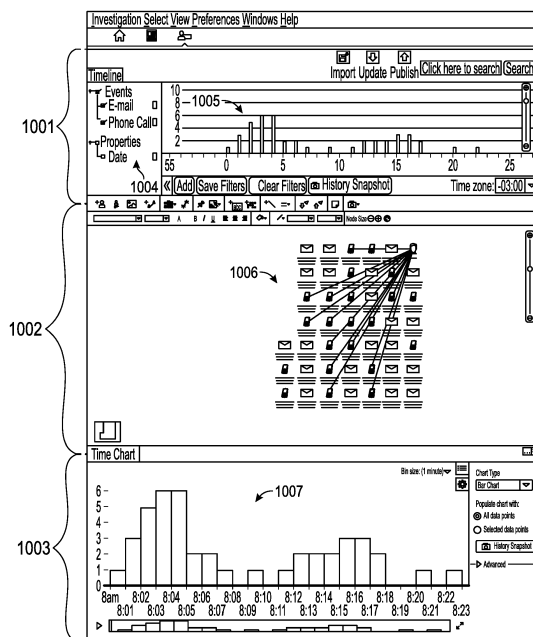 Investigation Select View Preferences Windows Help
Import Update Publish Click here to search Search
Timeline
Events
E-mail
Phone Call
Properties
Date
10
8
6
4
2
1005
55 0 5 10 15 20 25
1001
1004
« Add Save Filters Clear Filters History Snapshot Time zone: -03:00
A B I U Node Size
1006
1002
Time Chart
Bin size: (1 minute)
Chart Type
Bar Chart
Populate chart with:
All data points
Selected data points
History Snapshot
Advanced
1007
1003
6
5
4
3
2
1
0
8am 8:02 8:04 8:06 8:08 8:10 8:12 8:14 8:16 8:18 8:20 8:22
8:01 8:03 8:05 8:07 8:09 8:11 8:13 8:15 8:17 8:19 8:21 8:23